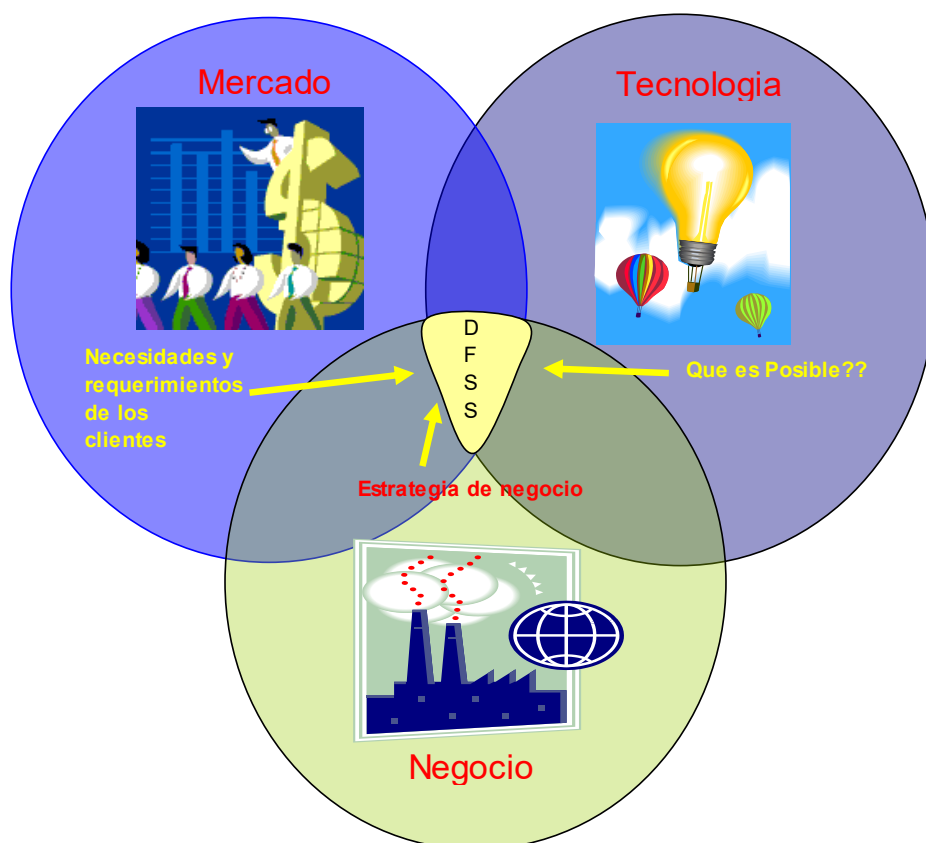 Mercado
Tecnologia
D
F
S
S
Necesidades y
requerimientos
de los
clientes
Que es Posible??
Estrategia de negocio
Negocio